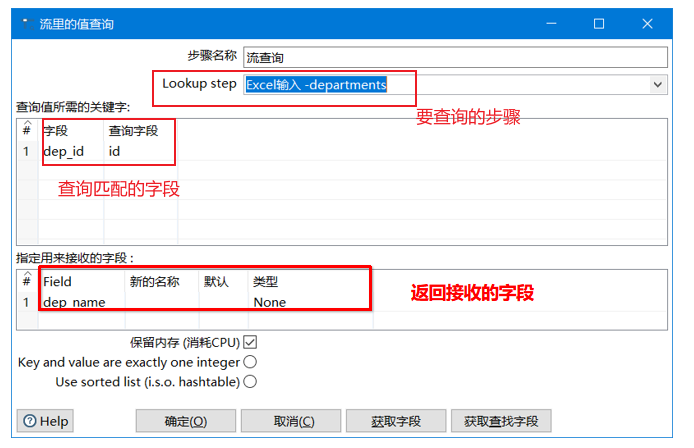 流里的值查询
步骤名称 流查询
Lookup step Excel输入 -departments
要查询的步骤
查询值所需的关键字:
# 字段 查询字段
1 dep_id id
查询匹配的字段
指定用来接收的字段 :
# Field 新的名称 默认 类型
1 dep_name None
返回接收的字段
保留内存 (消耗CPU)
Key and value are exactly one integer
Use sorted list (i.s.o. hashtable)
Help 确定(O) 取消(C) 获取字段 获取查找字段